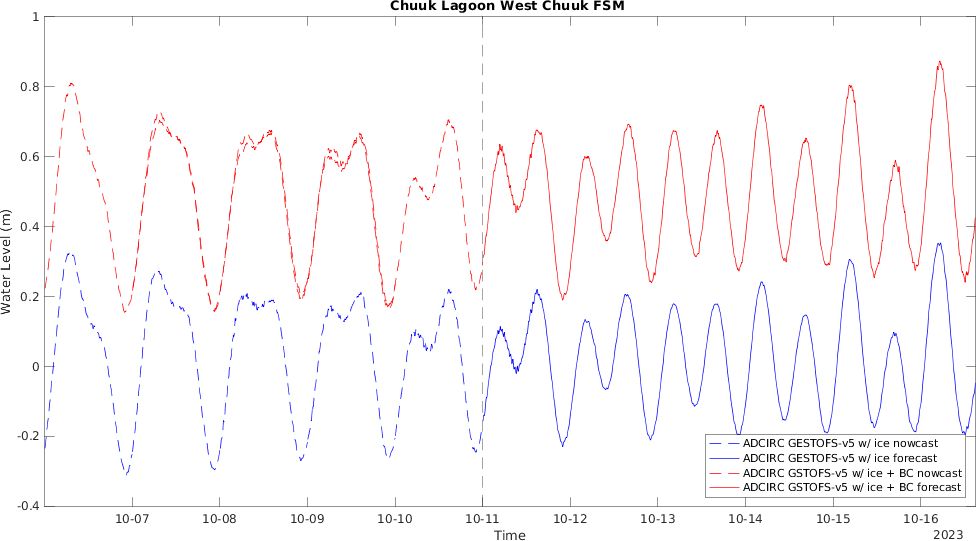 Chuuk Lagoon West Chuuk FSM
1
0.8
0.6
0.4
0.2
0
-0.2
-0.4
Water Level (m)
ADCIRC GESTOFS-v5 w/ ice nowcast
ADCIRC GESTOFS-v5 w/ ice forecast
ADCIRC GSTOFS-v5 w/ ice + BC nowcast
ADCIRC GSTOFS-v5 w/ ice + BC forecast
10-07 10-08 10-09 10-10 10-11 10-12 10-13 10-14 10-15 10-16
Time
2023